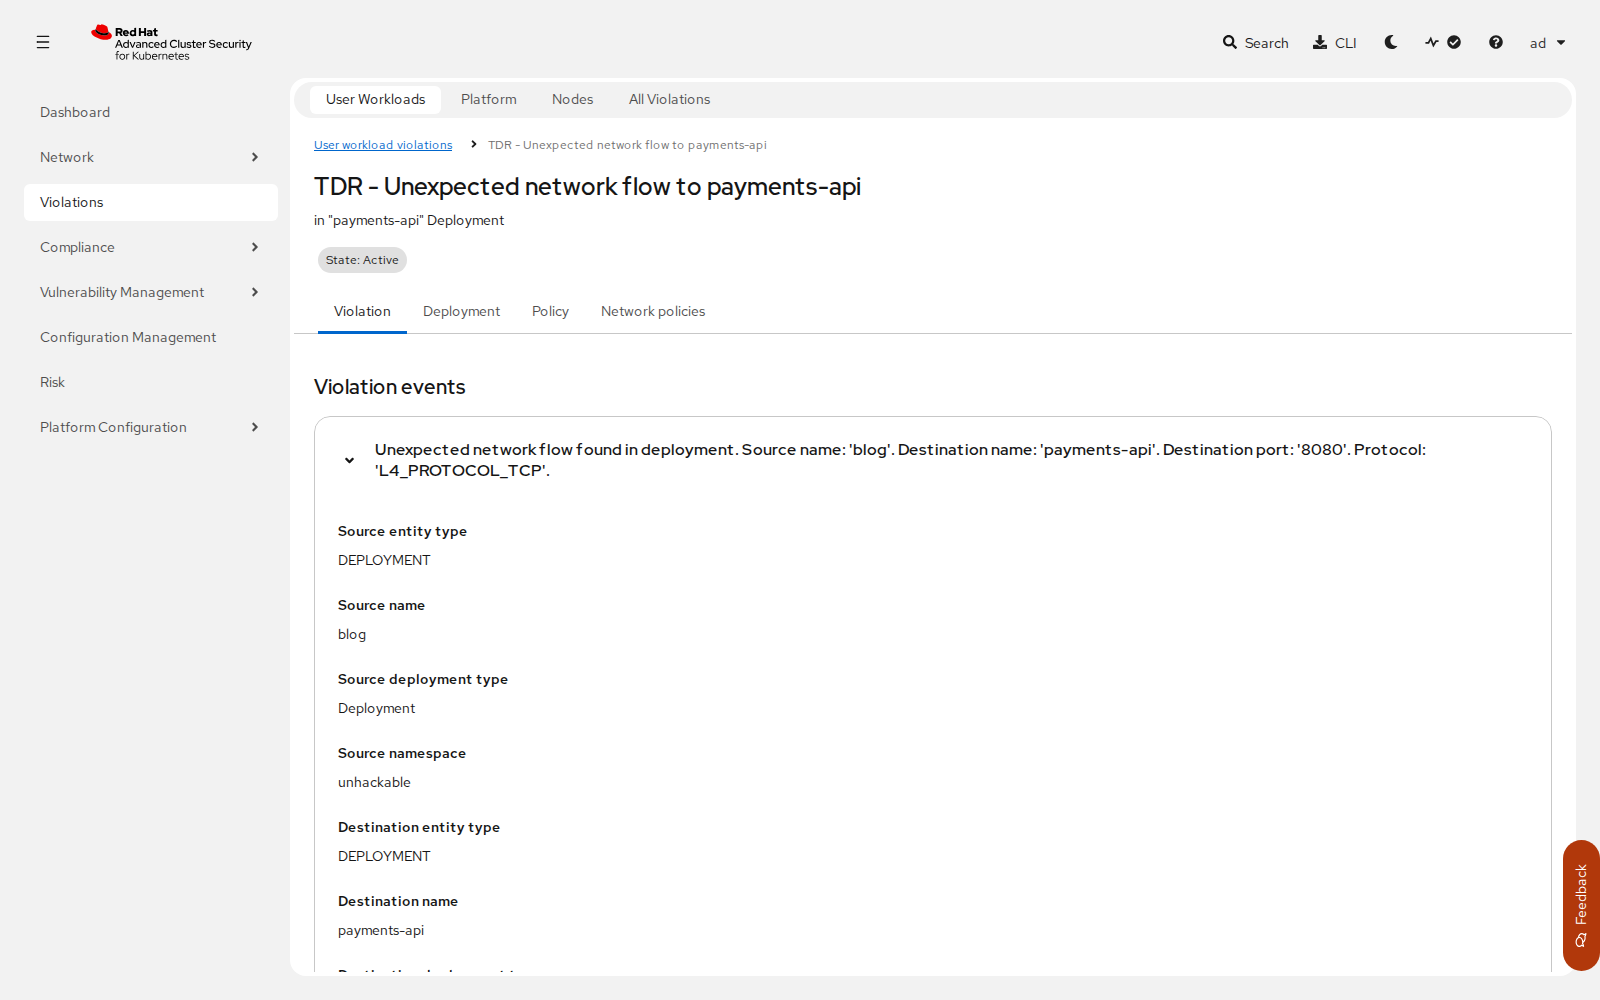 Red Hat
Advanced Cluster Security
for Kubernetes
Search
CLI
ad
Dashboard
Network
Violations
Compliance
Vulnerability Management
Configuration Management
Risk
Platform Configuration
User Workloads
Platform
Nodes
All Violations
User workload violations
TDR - Unexpected network flow to payments-api
TDR - Unexpected network flow to payments-api
in "payments-api" Deployment
State: Active
Violation
Deployment
Policy
Network policies
Violation events
Unexpected network flow found in deployment. Source name: 'blog'. Destination name: 'payments-api'. Destination port: '8080'. Protocol:
'L4_PROTOCOL_TCP'.
Source entity type
DEPLOYMENT
Source name
blog
Source deployment type
Deployment
Source namespace
unhackable
Destination entity type
DEPLOYMENT
Destination name
payments-api
Feedback